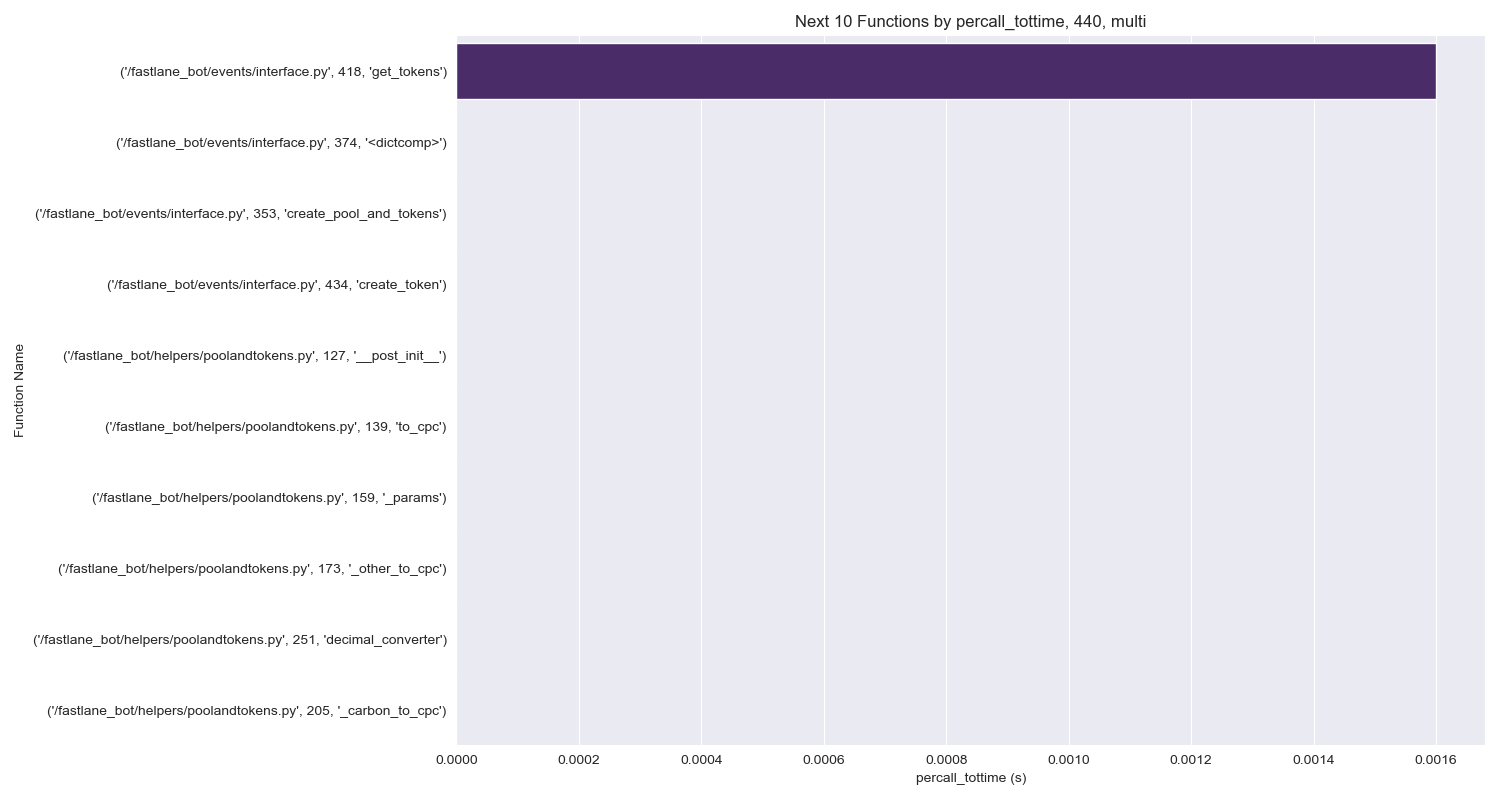 Next 10 Functions by percall_tottime, 440, multi
('/fastlane_bot/events/interface.py', 418, 'get_tokens')
('/fastlane_bot/events/interface.py', 374, '<dictcomp>')
('/fastlane_bot/events/interface.py', 353, 'create_pool_and_tokens')
('/fastlane_bot/events/interface.py', 434, 'create_token')
('/fastlane_bot/helpers/poolandtokens.py', 127, '__post_init__')
('/fastlane_bot/helpers/poolandtokens.py', 139, 'to_cpc')
('/fastlane_bot/helpers/poolandtokens.py', 159, '_params')
('/fastlane_bot/helpers/poolandtokens.py', 173, '_other_to_cpc')
('/fastlane_bot/helpers/poolandtokens.py', 251, 'decimal_converter')
('/fastlane_bot/helpers/poolandtokens.py', 205, '_carbon_to_cpc')
Function Name
0.0000 0.0002 0.0004 0.0006 0.0008 0.0010 0.0012 0.0014 0.0016
percall_tottime (s)